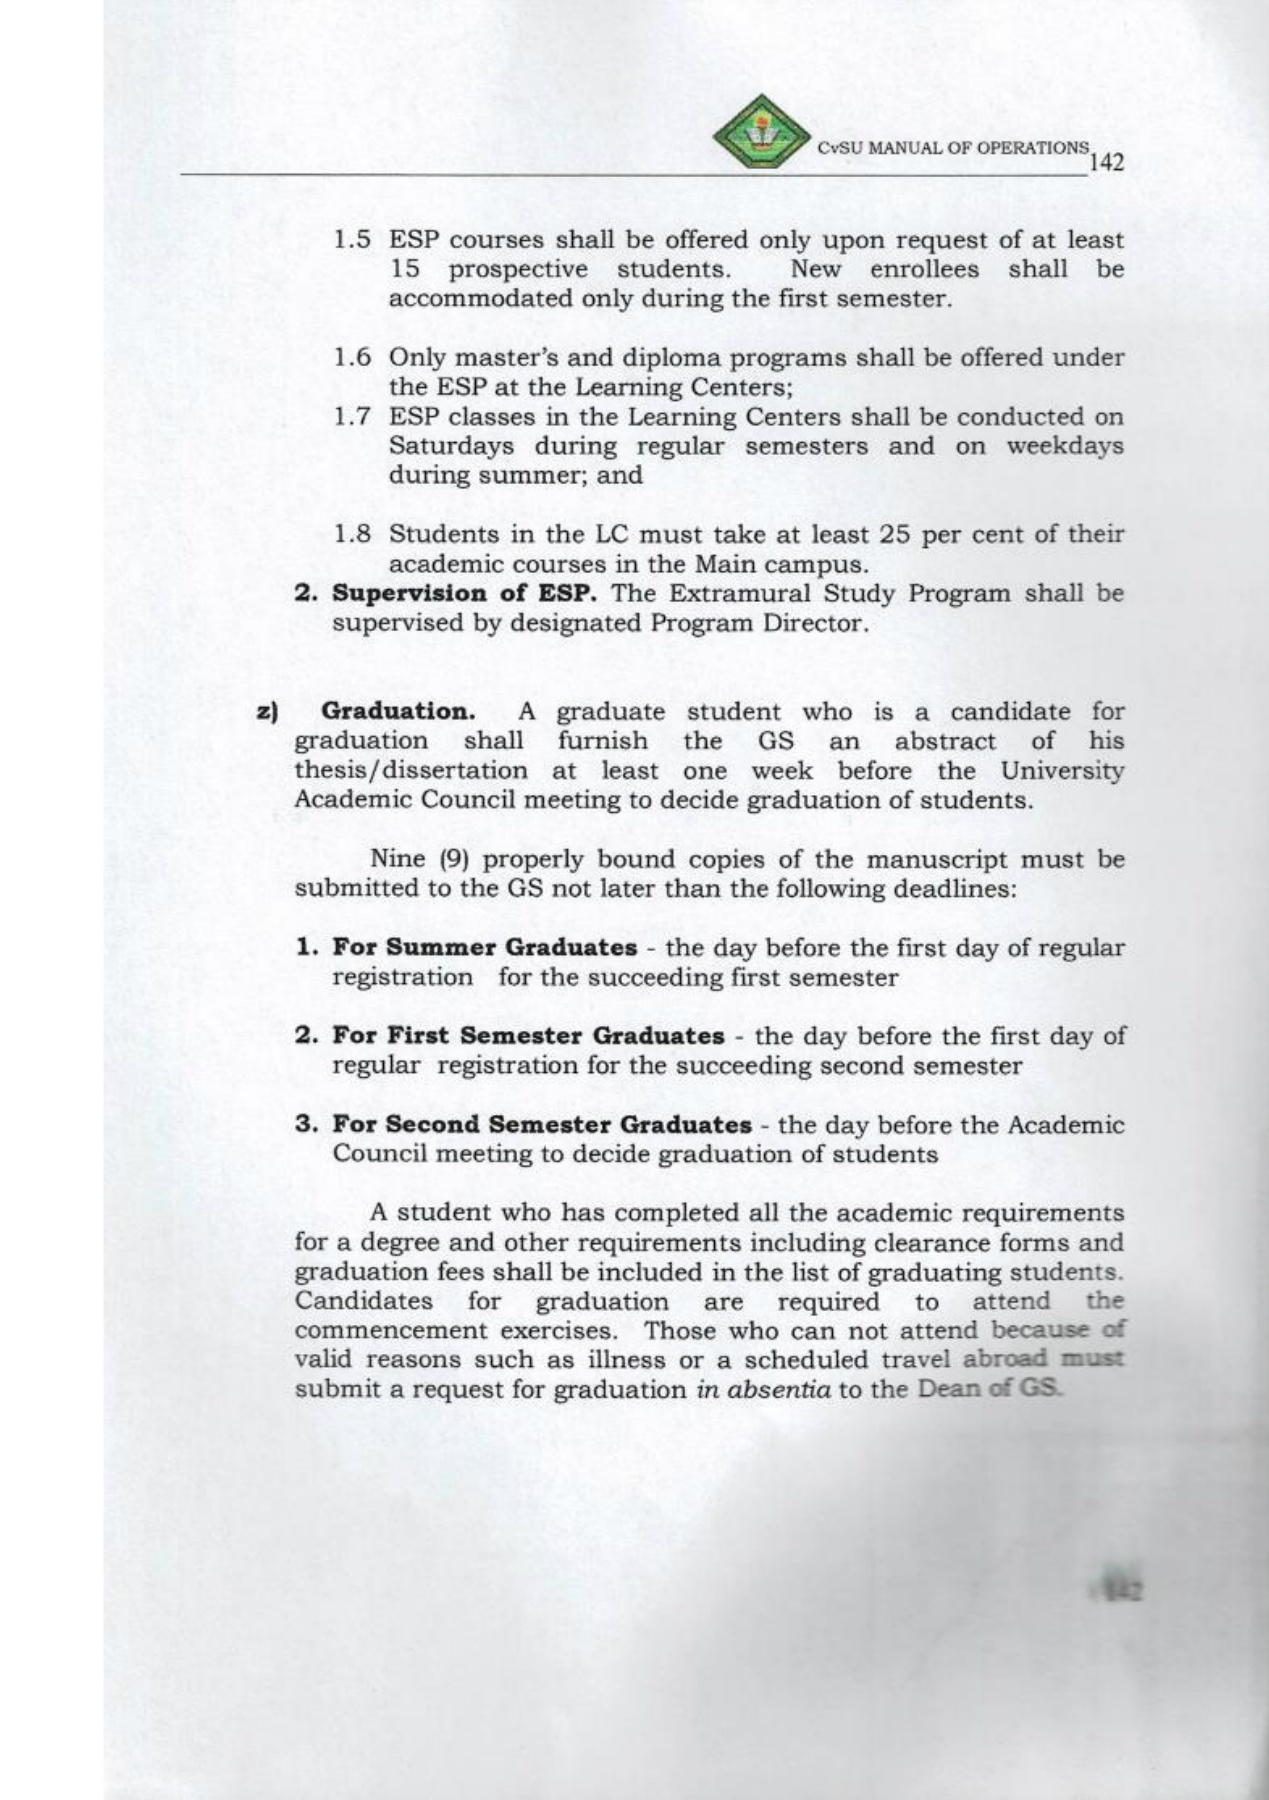 CvSU MANUAL OF OPERATIONS
142
1.5 ESP courses shall be offered only upon request of at least
15 prospective students. New enrollees shall be
accommodated only during the first semester.
1.6 Only master's and diploma programs shall be offered under
the ESP at the Learning Centers;
1.7 ESP classes in the Learning Centers shall be conducted on
Saturdays during regular semesters and on weekdays
during summer; and
1.8 Students in the LC must take at least 25 per cent of their
academic courses in the Main campus.
2. Supervision of ESP. The Extramural Study Program shall be
supervised by designated Program Director.
z) Graduation. A graduate student who is a candidate for
graduation shall furnish the GS an abstract of his
thesis/dissertation at least one week before the University
Academic Council meeting to decide graduation of students.
Nine (9) properly bound copies of the manuscript must be
submitted to the GS not later than the following deadlines:
1. For Summer Graduates - the day before the first day of regular
registration for the succeeding first semester
2. For First Semester Graduates - the day before the first day of
regular registration for the succeeding second semester
3. For Second Semester Graduates - the day before the Academic
Council meeting to decide graduation of students
A student who has completed all the academic requirements
for a degree and other requirements including clearance forms and
graduation fees shall be included in the list of graduating students.
Candidates for graduation are required to attend the
commencement exercises. Those who can not attend because of
valid reasons such as illness or a scheduled travel abroad must
submit a request for graduation in absentia to the Dean of GS.
142